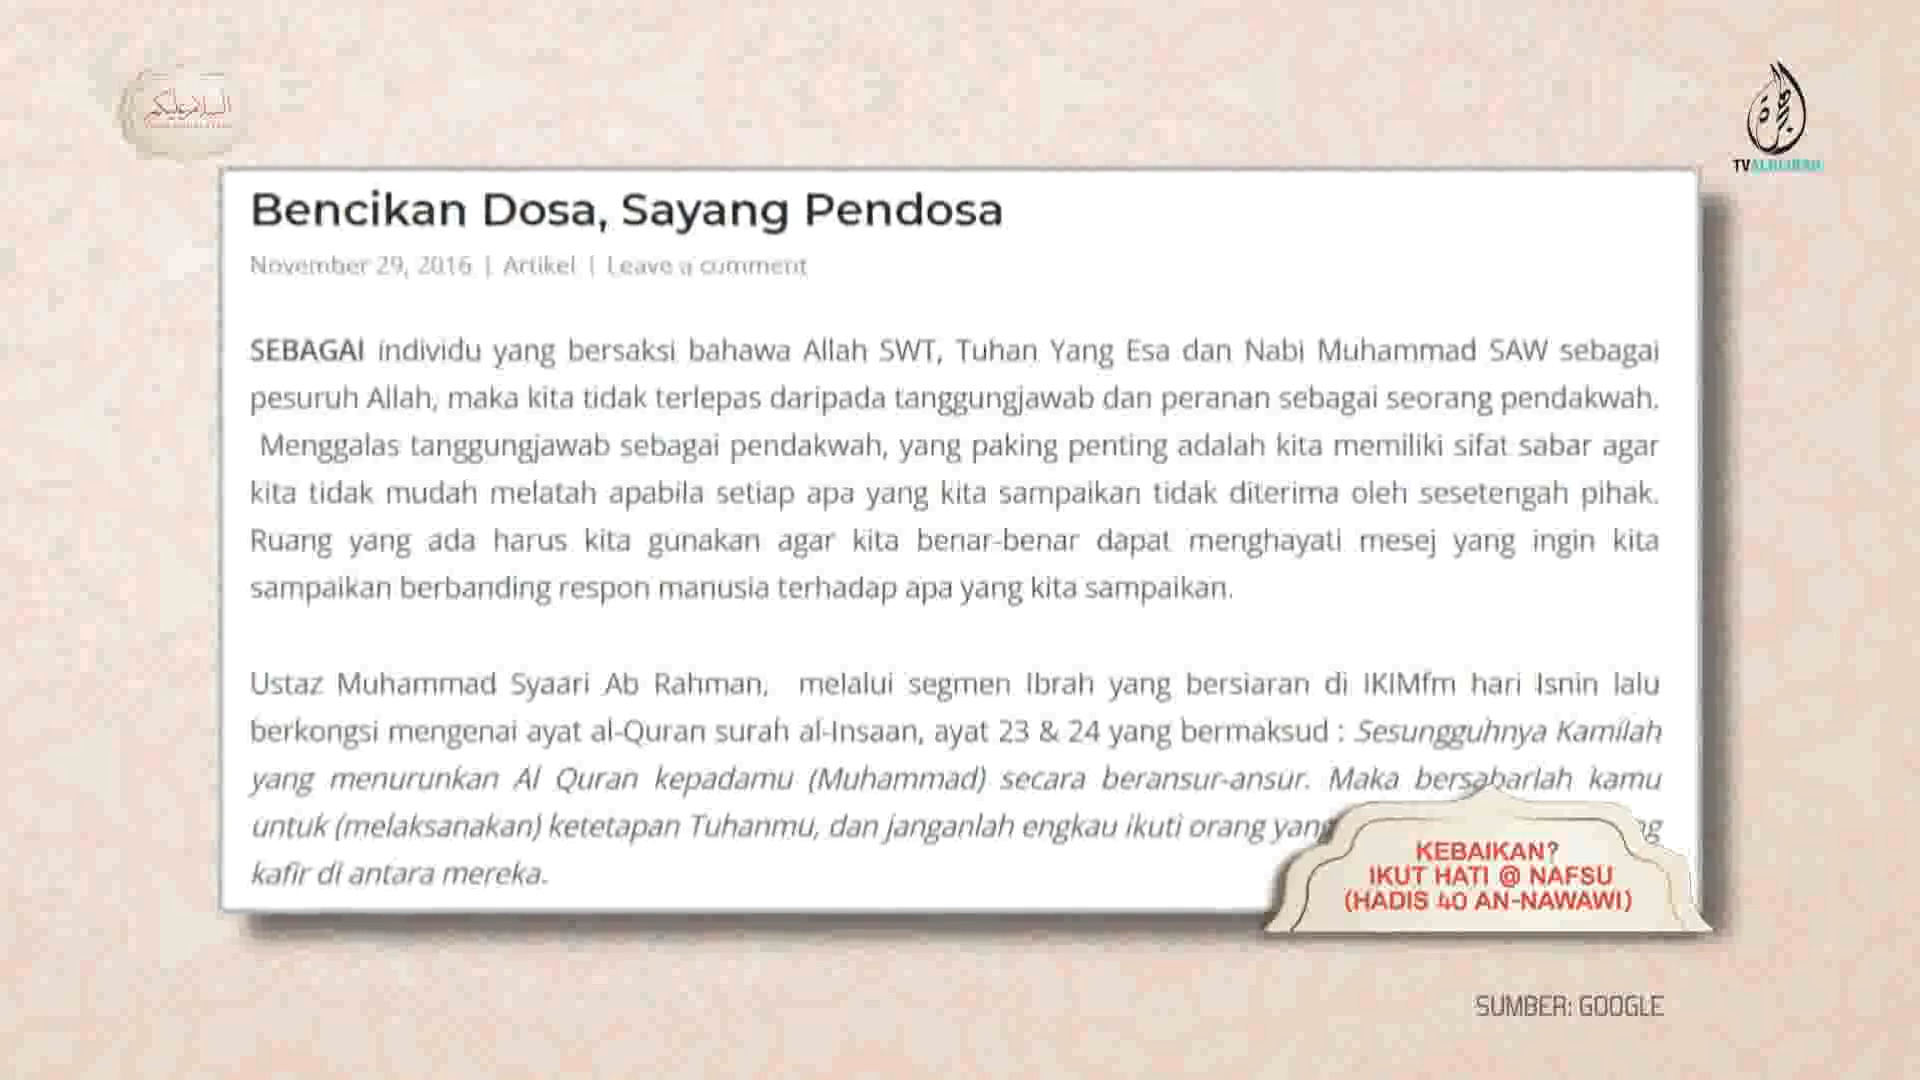 السلام عليكم
TVALHIJRAH
Bencikan Dosa, Sayang Pendosa
November 29, 2016 | Artikel | Leave a comment
SEBAGAI individu yang bersaksi bahawa Allah SWT, Tuhan Yang Esa dan Nabi Muhammad SAW sebagai
pesuruh Allah, maka kita tidak terlepas daripada tanggungjawab dan peranan sebagai seorang pendakwah.
Menggalas tanggungjawab sebagai pendakwah, yang paking penting adalah kita memiliki sifat sabar agar
kita tidak mudah melatah apabila setiap apa yang kita sampaikan tidak diterima oleh sesetengah pihak.
Ruang yang ada harus kita gunakan agar kita benar-benar dapat menghayati mesej yang ingin kita
sampaikan berbanding respon manusia terhadap apa yang kita sampaikan.
Ustaz Muhammad Syaari Ab Rahman, melalui segmen Ibrah yang bersiaran di IKIMfm hari Isnin lalu
berkongsi mengenai ayat al-Quran surah al-Insaan, ayat 23 & 24 yang bermaksud : Sesungguhnya Kamilah
yang menurunkan Al Quran kepadamu (Muhammad) secara beransur-ansur. Maka bersabarlah kamu
untuk (melaksanakan) ketetapan Tuhanmu, dan janganlah engkau ikuti orang yang
kafir di antara mereka.
KEBAIKAN?
IKUT HATI @ NAFSU
(HADIS 40 AN-NAWAWI)
SUMBER: GOOGLE